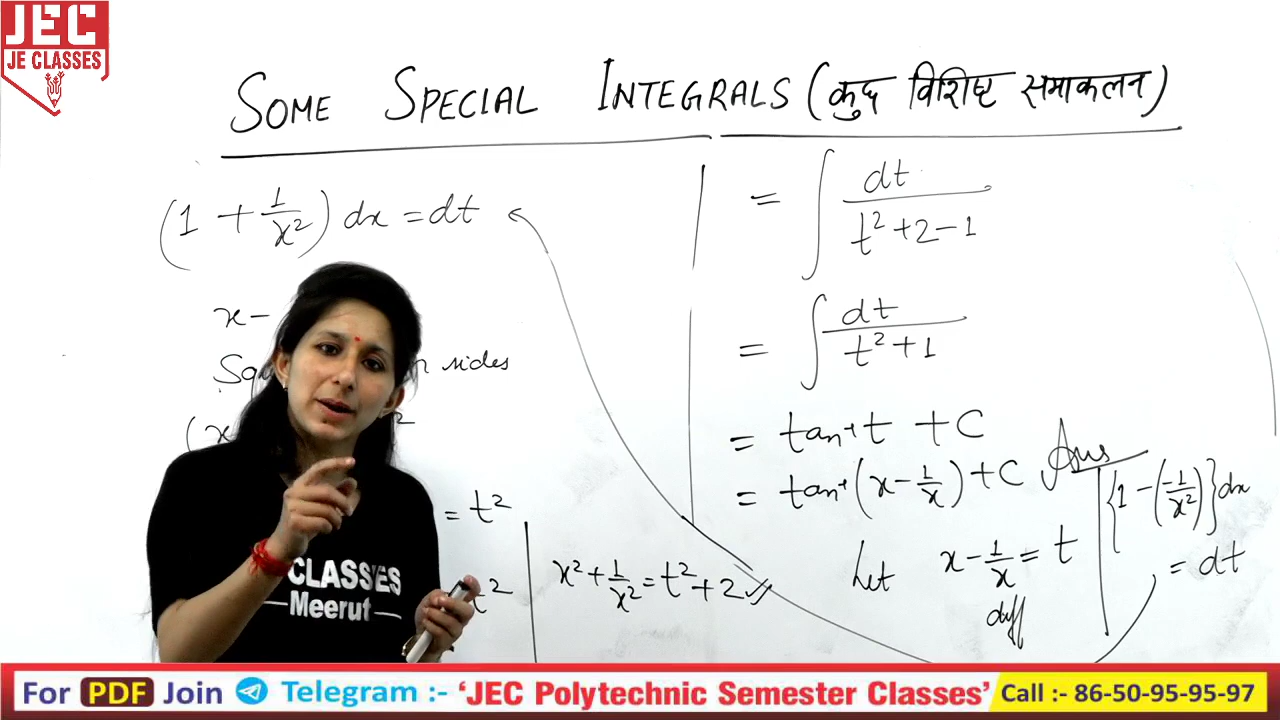 JEC
JE CLASSES
SOME SPECIAL INTEGRALS (कुछ विशिष्ट समाकलन)
(1 + 1/x²) dx = dt
x -
sides
(x ²
= t²
t²
x² + 1/x² = t² + 2
= ∫ dt / (t² + 2 - 1)
= ∫ dt / (t² + 1)
= tan⁻¹ t + C
= tan⁻¹ (x - 1/x) + C Ans
Let x - 1/x = t
diff
{1 - (-1/x²)} dx
= dt
CLASSES
Meerut
For PDF Join Telegram :- 'JEC Polytechnic Semester Classes' Call :- 86-50-95-95-97